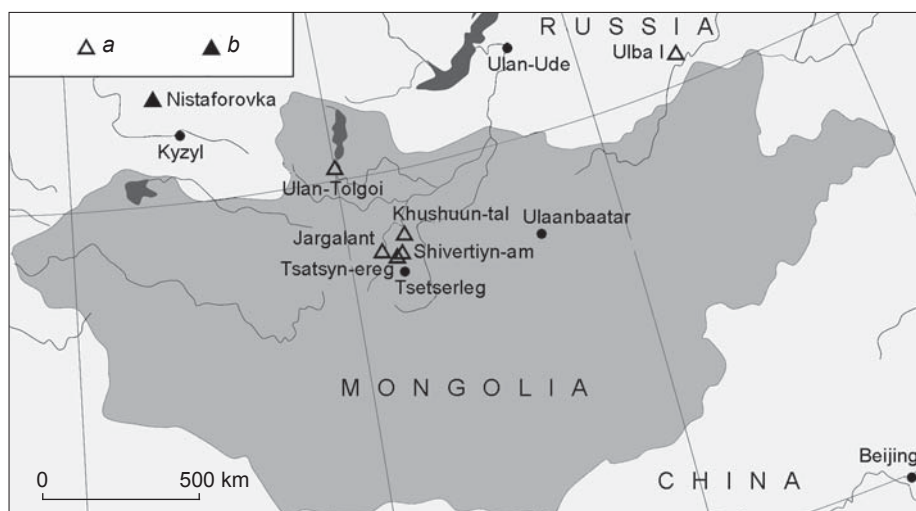 a b
RUSSIA
Ulba I
Ulan-Ude
Nistaforovka
Kyzyl
Ulan-Tolgoi
Khushuun-tal
Ulaanbaatar
Jargalant
Shivertiyn-am
Tsatsyn-ereg
Tsetserleg
MONGOLIA
Beijing
0 500 km
CHINA